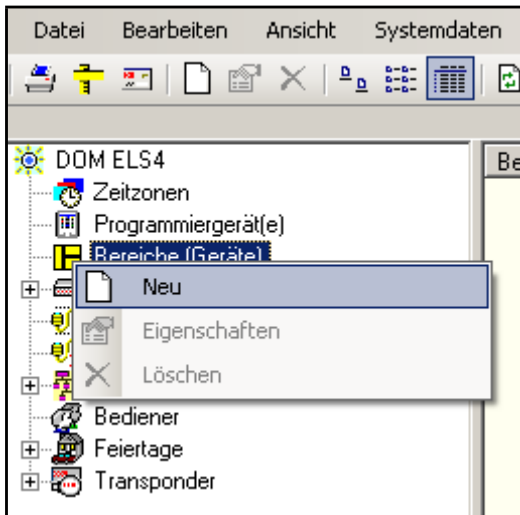 Datei Bearbeiten Ansicht Systemdaten
DOM ELS4
Be
Zeitzonen
Programmiergerät(e)
Bereiche (Geräte)
Neu
Eigenschaften
Löschen
Bediener
Feiertage
Transponder